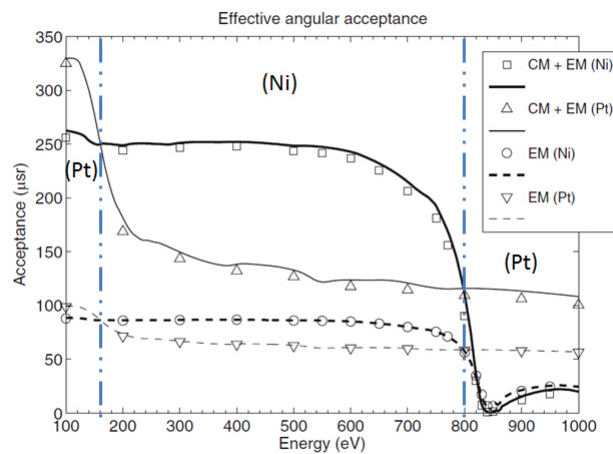 Effective angular acceptance
350
300
250
200
150
100
50
0
Acceptance (μsr)
(Ni)
(Pt)
(Pt)
CM + EM (Ni)
CM + EM (Pt)
EM (Ni)
EM (Pt)
100 200 300 400 500 600 700 800 900 1000
Energy (eV)